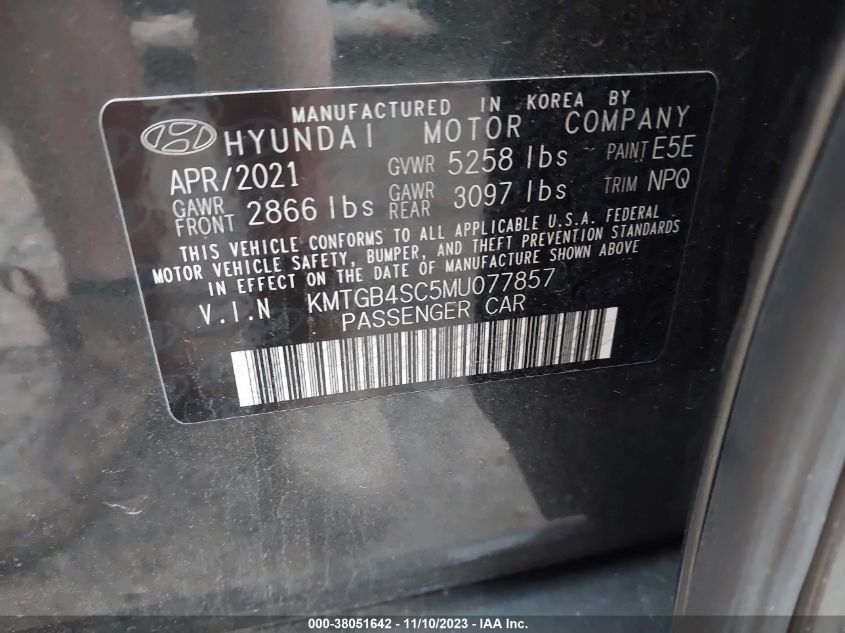 MANUFACTURED IN KOREA BY
HYUNDAI MOTOR COMPANY
APR/2021 GVWR 5258 lbs PAINT E5E
GAWR FRONT 2866 lbs GAWR REAR 3097 lbs TRIM NPQ
THIS VEHICLE CONFORMS TO ALL APPLICABLE U.S.A. FEDERAL
MOTOR VEHICLE SAFETY, BUMPER, AND THEFT PREVENTION STANDARDS
IN EFFECT ON THE DATE OF MANUFACTURE SHOWN ABOVE
V.I.N KMTGB4SC5MU077857
PASSENGER CAR
000-38051642 - 11/10/2023 - IAA Inc.